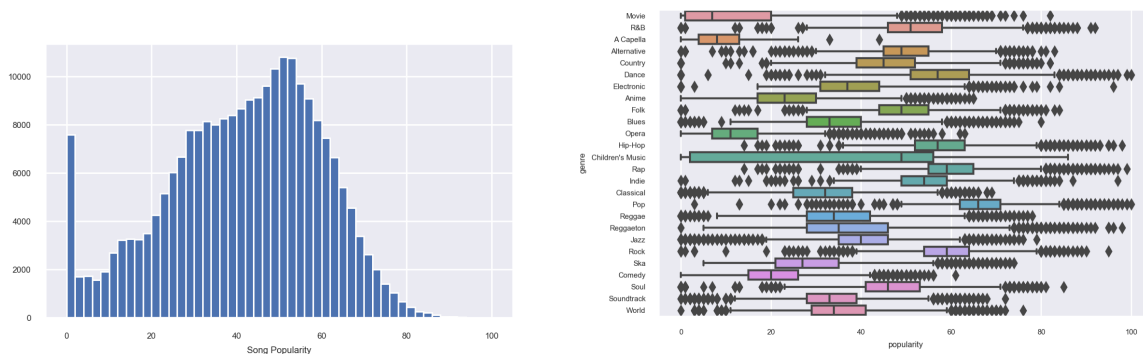 10000
8000
6000
4000
2000
0
0 20 40 60 80 100
Song Popularity
genre
Movie
R&B
A Capella
Alternative
Country
Dance
Electronic
Anime
Folk
Blues
Opera
Hip-Hop
Children's Music
Rap
Indie
Classical
Pop
Reggae
Reggaeton
Jazz
Rock
Ska
Comedy
Soul
Soundtrack
World
0 20 40 60 80 100
popularity